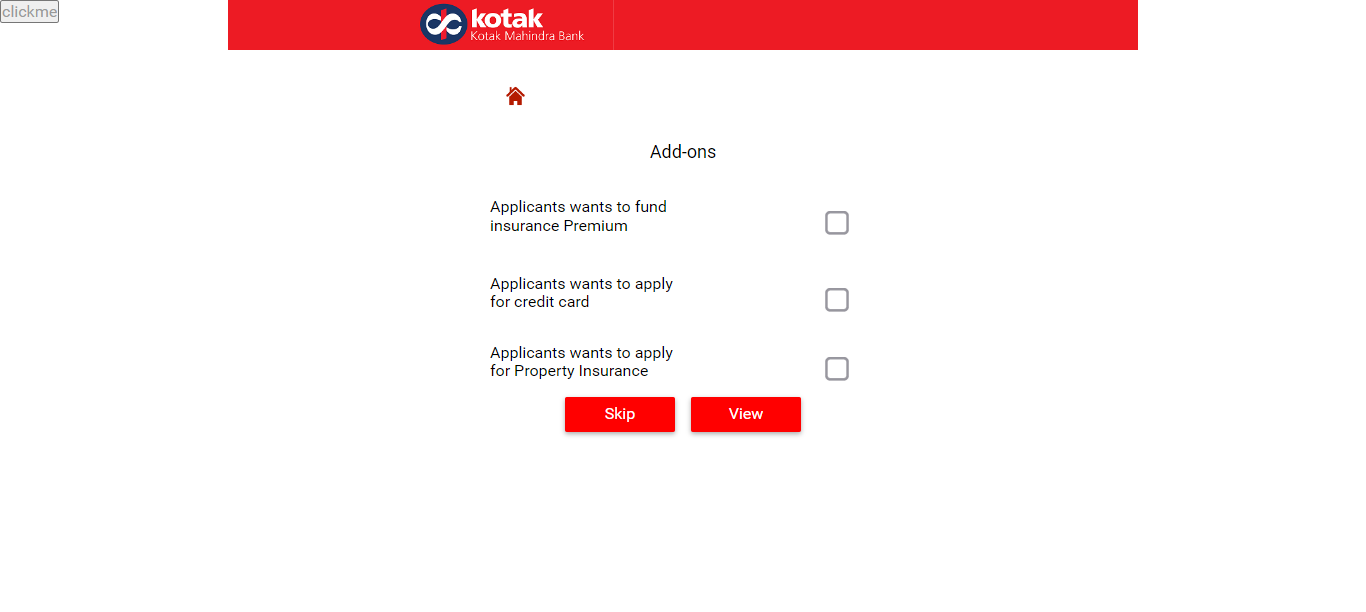 clickme
kotak
Kotak Mahindra Bank
Add-ons
Applicants wants to fund
insurance Premium
Applicants wants to apply
for credit card
Applicants wants to apply
for Property Insurance
Skip
View